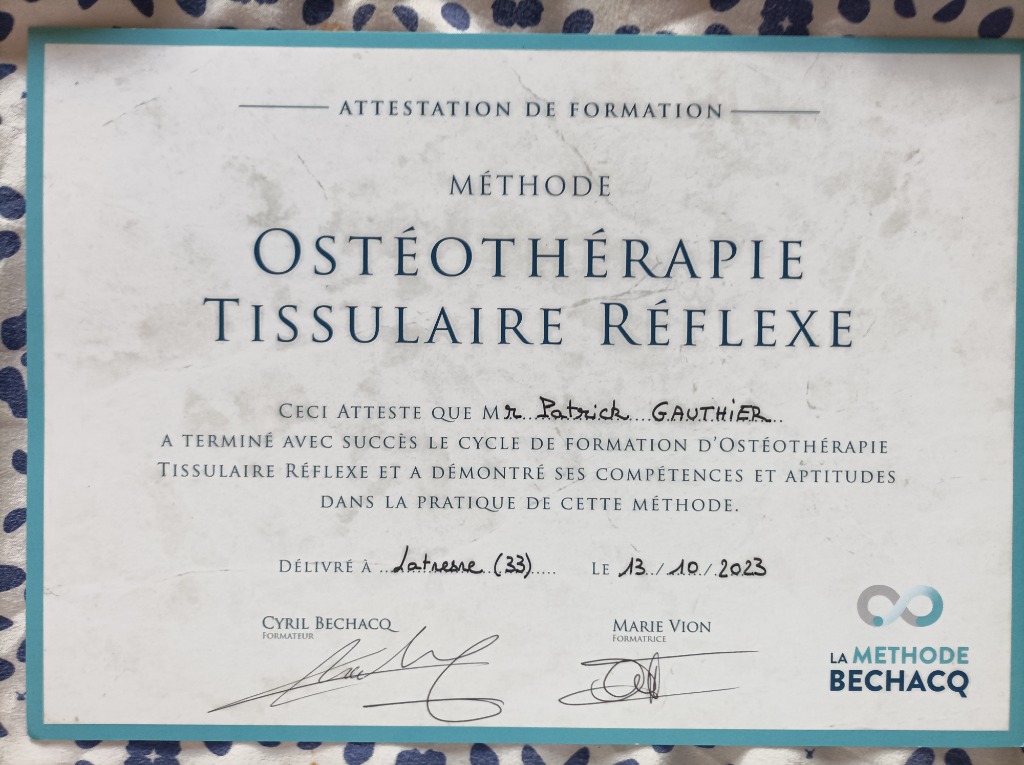 ATTESTATION DE FORMATION
MÉTHODE
OSTÉOTHÉRAPIE
TISSULAIRE RÉFLEXE
CECI ATTESTE QUE Mr Patrick GAUTHIER
A TERMINÉ AVEC SUCCÈS LE CYCLE DE FORMATION D'OSTÉOTHÉRAPIE
TISSULAIRE RÉFLEXE ET A DÉMONTRÉ SES COMPÉTENCES ET APTITUDES
DANS LA PRATIQUE DE CETTE MÉTHODE.
DÉLIVRÉ À Latresne (33) LE 13/10/2023
CYRIL BECHACQ MARIE VION
FORMATEUR FORMATRICE
LA METHODE
BECHACQ